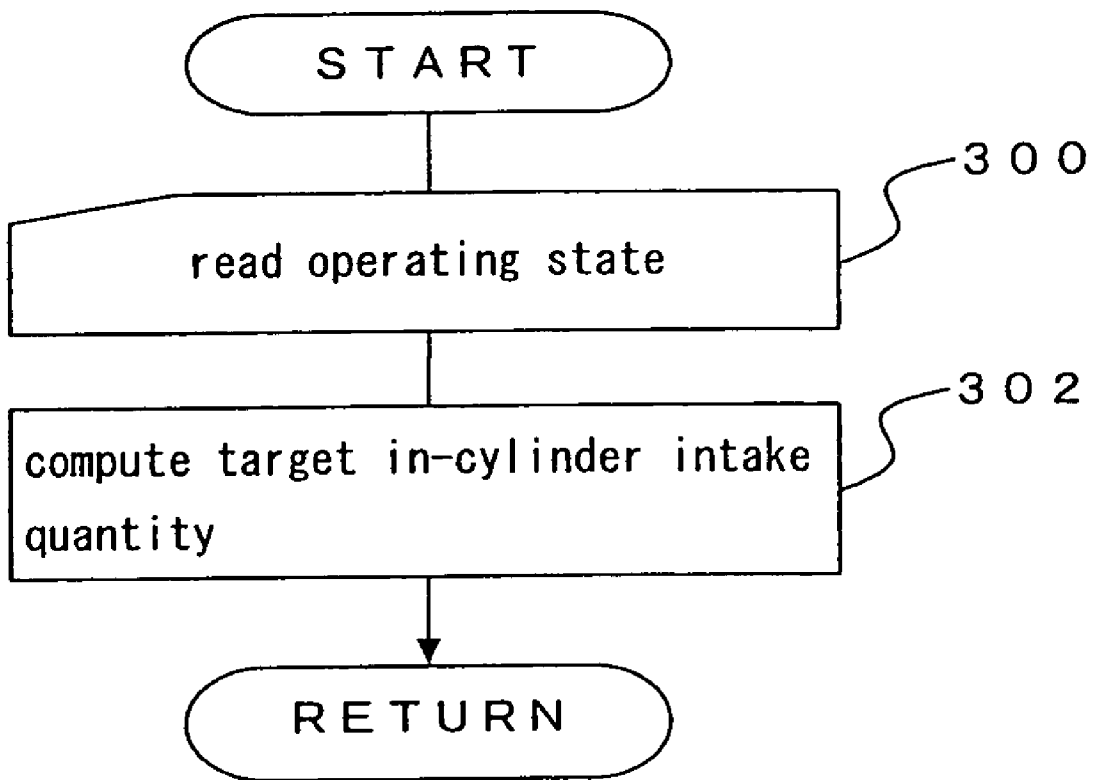 START
300
read operating state
302
compute target in-cylinder intake
quantity
RETURN